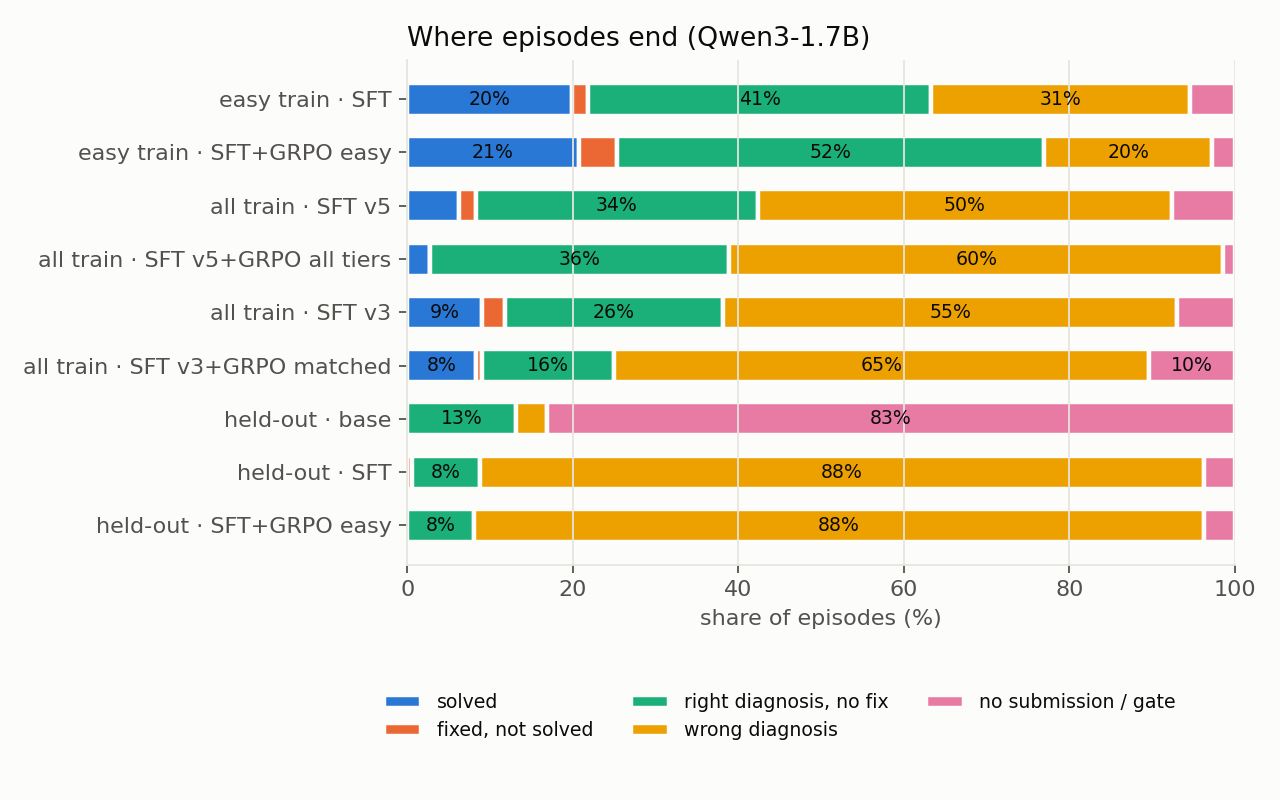 Where episodes end (Qwen3-1.7B)
easy train · SFT 20% 41% 31%
easy train · SFT+GRPO easy 21% 52% 20%
all train · SFT v5 34% 50%
all train · SFT v5+GRPO all tiers 36% 60%
all train · SFT v3 9% 26% 55%
all train · SFT v3+GRPO matched 8% 16% 65% 10%
held-out · base 13% 83%
held-out · SFT 8% 88%
held-out · SFT+GRPO easy 8% 88%
0 20 40 60 80 100
share of episodes (%)
solved right diagnosis, no fix no submission / gate
fixed, not solved wrong diagnosis